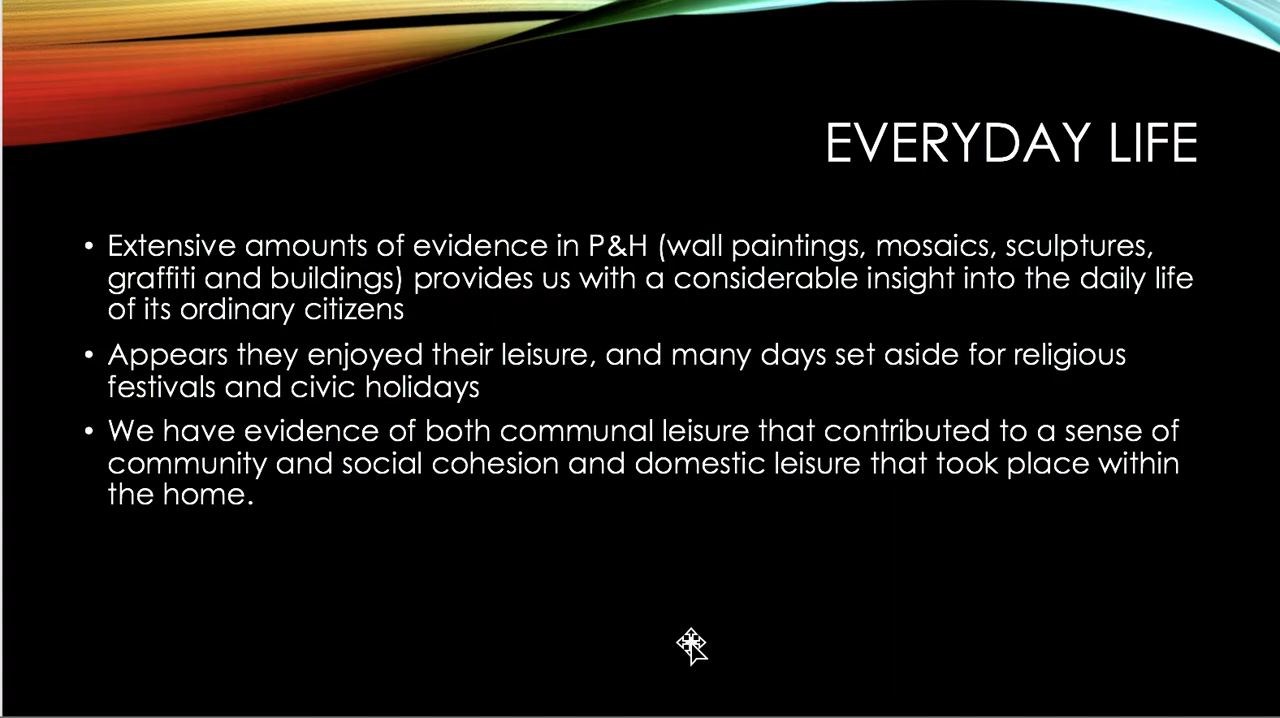 EVERYDAY LIFE
• Extensive amounts of evidence in P&H (wall paintings, mosaics, sculptures,
graffiti and buildings) provides us with a considerable insight into the daily life
of its ordinary citizens
• Appears they enjoyed their leisure, and many days set aside for religious
festivals and civic holidays
• We have evidence of both communal leisure that contributed to a sense of
community and social cohesion and domestic leisure that took place within
the home.